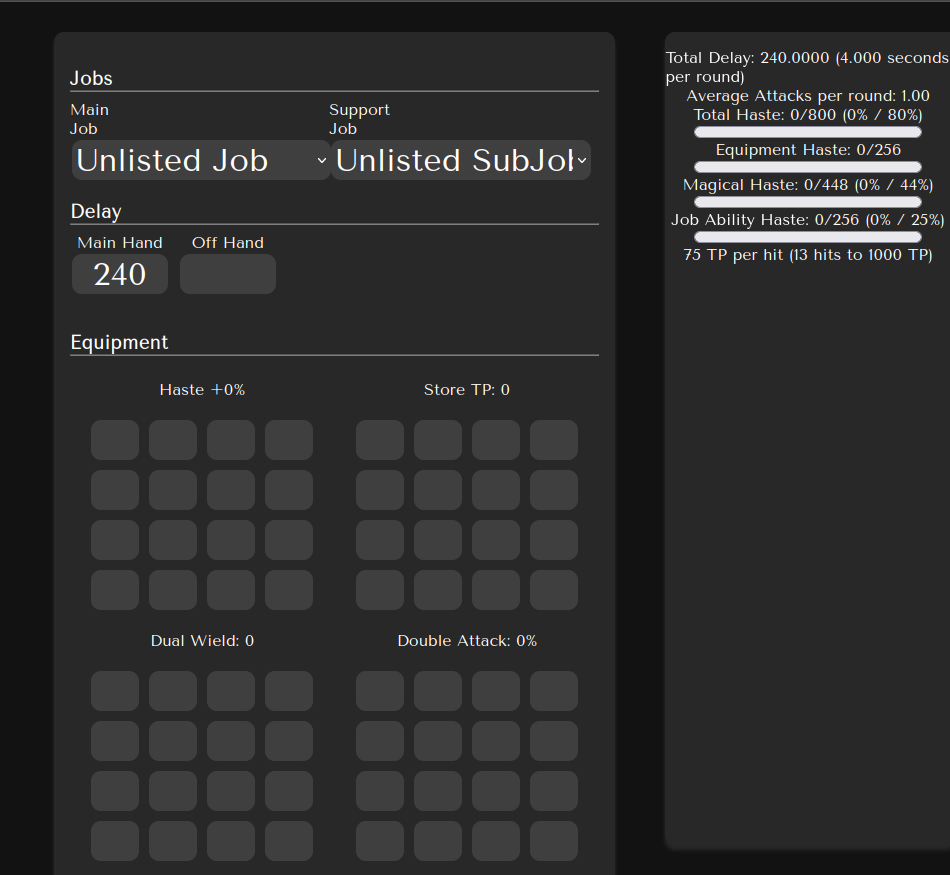 Jobs
Main
Job
Support
Job
Unlisted Job
Unlisted SubJob
Delay
Main Hand
Off Hand
240
Equipment
Haste +0%
Store TP: 0
Dual Wield: 0
Double Attack: 0%
Total Delay: 240.0000 (4.000 seconds
per round)
Average Attacks per round: 1.00
Total Haste: 0/800 (0% / 80%)
Equipment Haste: 0/256
Magical Haste: 0/448 (0% / 44%)
Job Ability Haste: 0/256 (0% / 25%)
75 TP per hit (13 hits to 1000 TP)